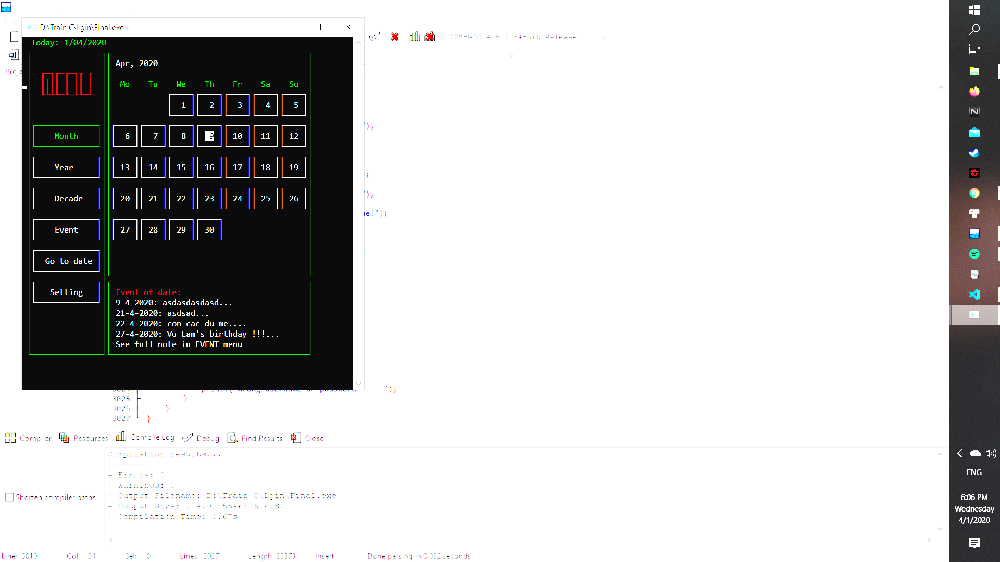 D:\Train C\Lgin\Final.exe
Today: 1/04/2020
TDM-GCC 4.9.2 64-bit Release
Proje
MENU
Month
Year
Decade
Event
Go to date
Setting
Apr, 2020
Mo Tu We Th Fr Sa Su
1 2 3 4 5
6 7 8 9 10 11 12
13 14 15 16 17 18 19
20 21 22 23 24 25 26
27 28 29 30
Event of date:
9-4-2020: asdasdasdasd...
21-4-2020: asdsad...
22-4-2020: con cac du me....
27-4-2020: Vu Lam's birthday !!!...
See full note in EVENT menu
");
;
");
ue!");
3024 printf("Wrong username or password ");
3025 }
3026 }
3027 }
Compiler Resources Compile Log Debug Find Results Close
Shorten compiler paths
Compilation results...
--------
- Errors: 0
- Warnings: 0
- Output Filename: D:\Train C\Lgin\Final.exe
- Output Size: 174.0185546875 KiB
- Compilation Time: 0.67s
Line: 3010 Col: 34 Sel: 0 Lines: 3027 Length: 83573 Insert Done parsing in 0.032 seconds
ENG
6:06 PM
Wednesday
4/1/2020